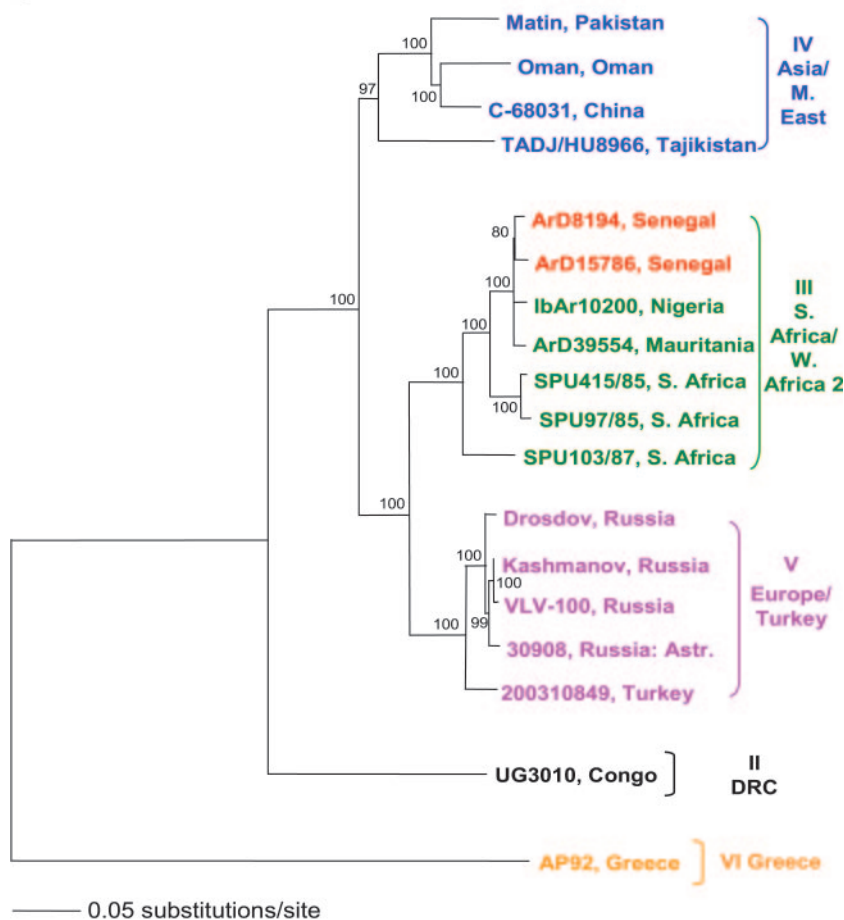 100
Matin, Pakistan
Oman, Oman
100
C-68031, China
97
TADJ/HU8966, Tajikistan
IV
Asia/
M.
East
ArD8194, Senegal
80
ArD15786, Senegal
100
IbAr10200, Nigeria
100
ArD39554, Mauritania
100
SPU415/85, S. Africa
100
SPU97/85, S. Africa
SPU103/87, S. Africa
III
S.
Africa/
W.
Africa 2
100
100
Drosdov, Russia
100
Kashmanov, Russia
100
VLV-100, Russia
99
30908, Russia: Astr.
100
200310849, Turkey
V
Europe/
Turkey
UG3010, Congo
II
DRC
AP92, Greece
VI Greece
0.05 substitutions/site